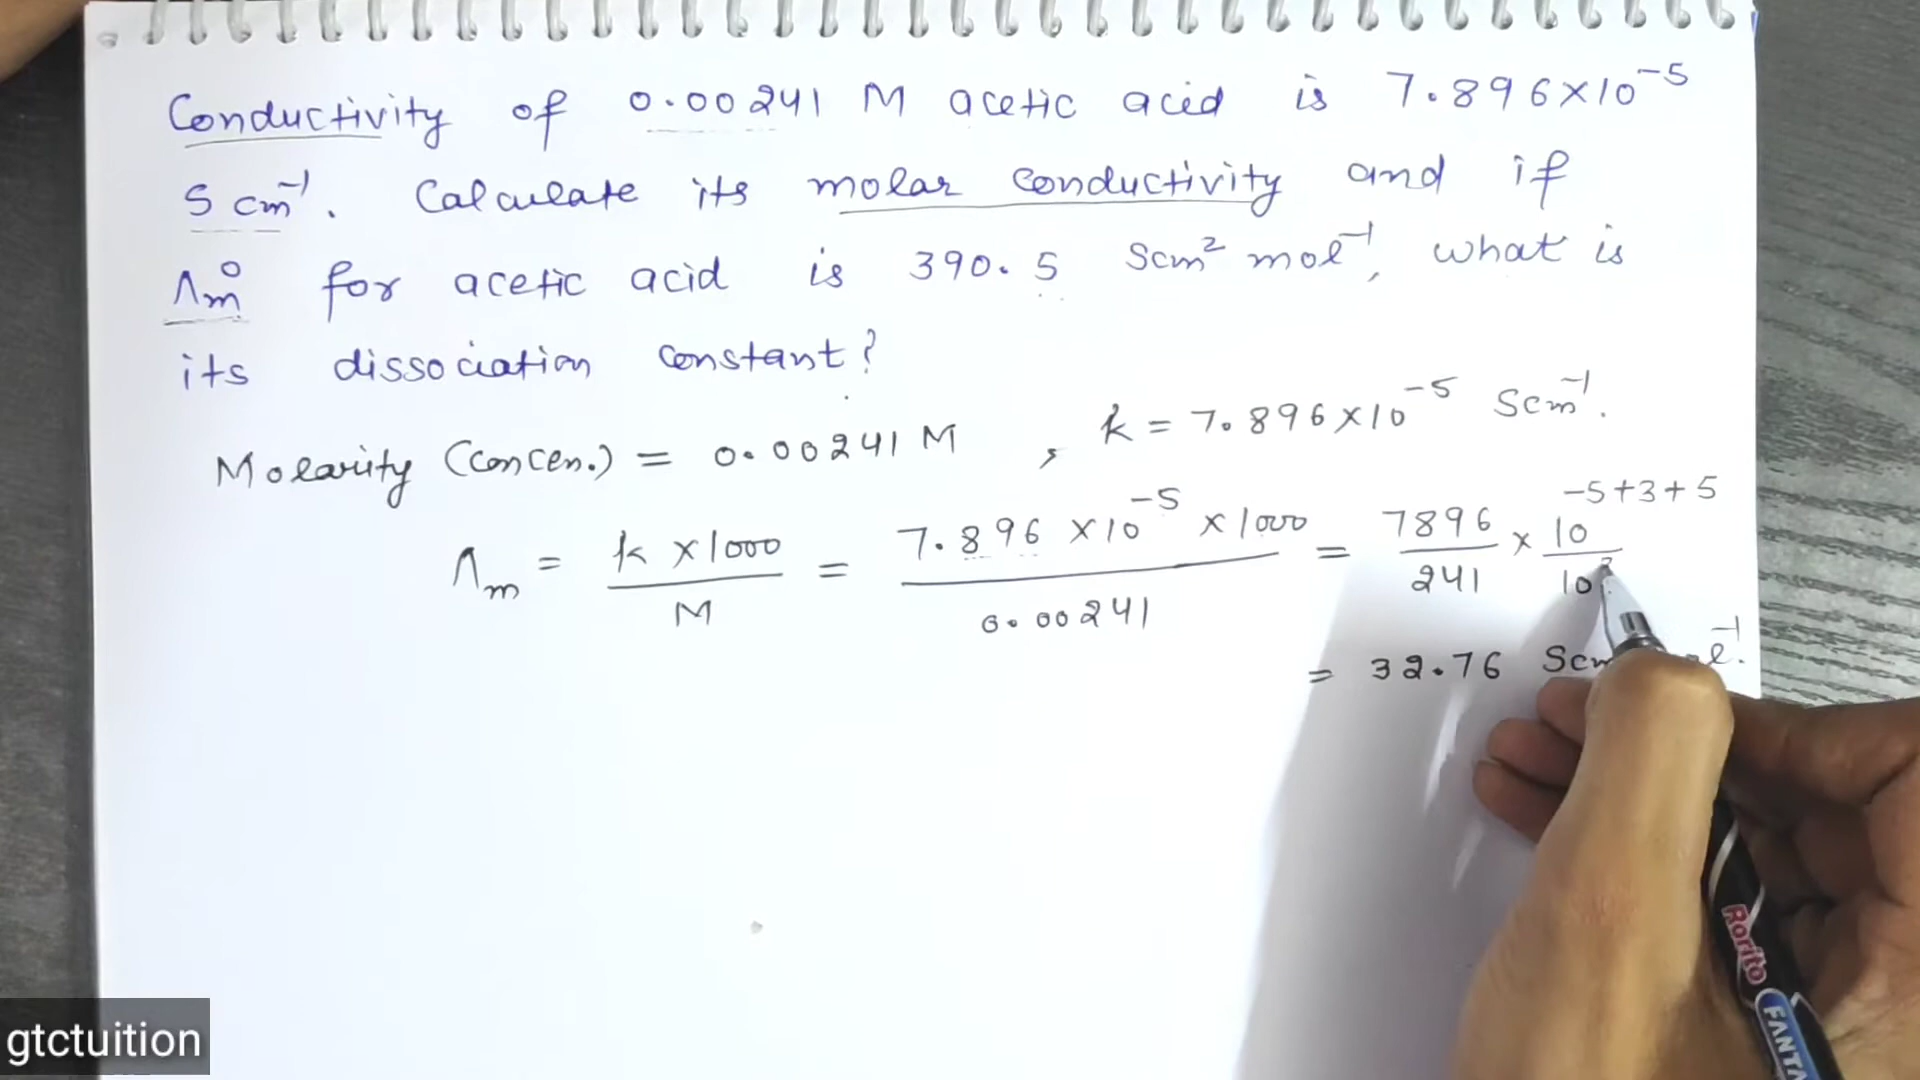 Conductivity of 0.00241 M acetic acid is 7.896×10⁻⁵
S cm⁻¹. Calculate its molar conductivity and if
Λm⁰ for acetic acid is 390.5 Scm² mol⁻¹, what is
its dissociation constant?
Molarity (Concen.) = 0.00241 M , k = 7.896×10⁻⁵ Scm⁻¹.
Λm = k ×1000 / M = 7.896 ×10⁻⁵ ×1000 / 0.00241 = 7896 / 241 × 10⁻⁵⁺³⁺⁵ / 10³
= 32.76
gtctuition
Rorito
FANTA